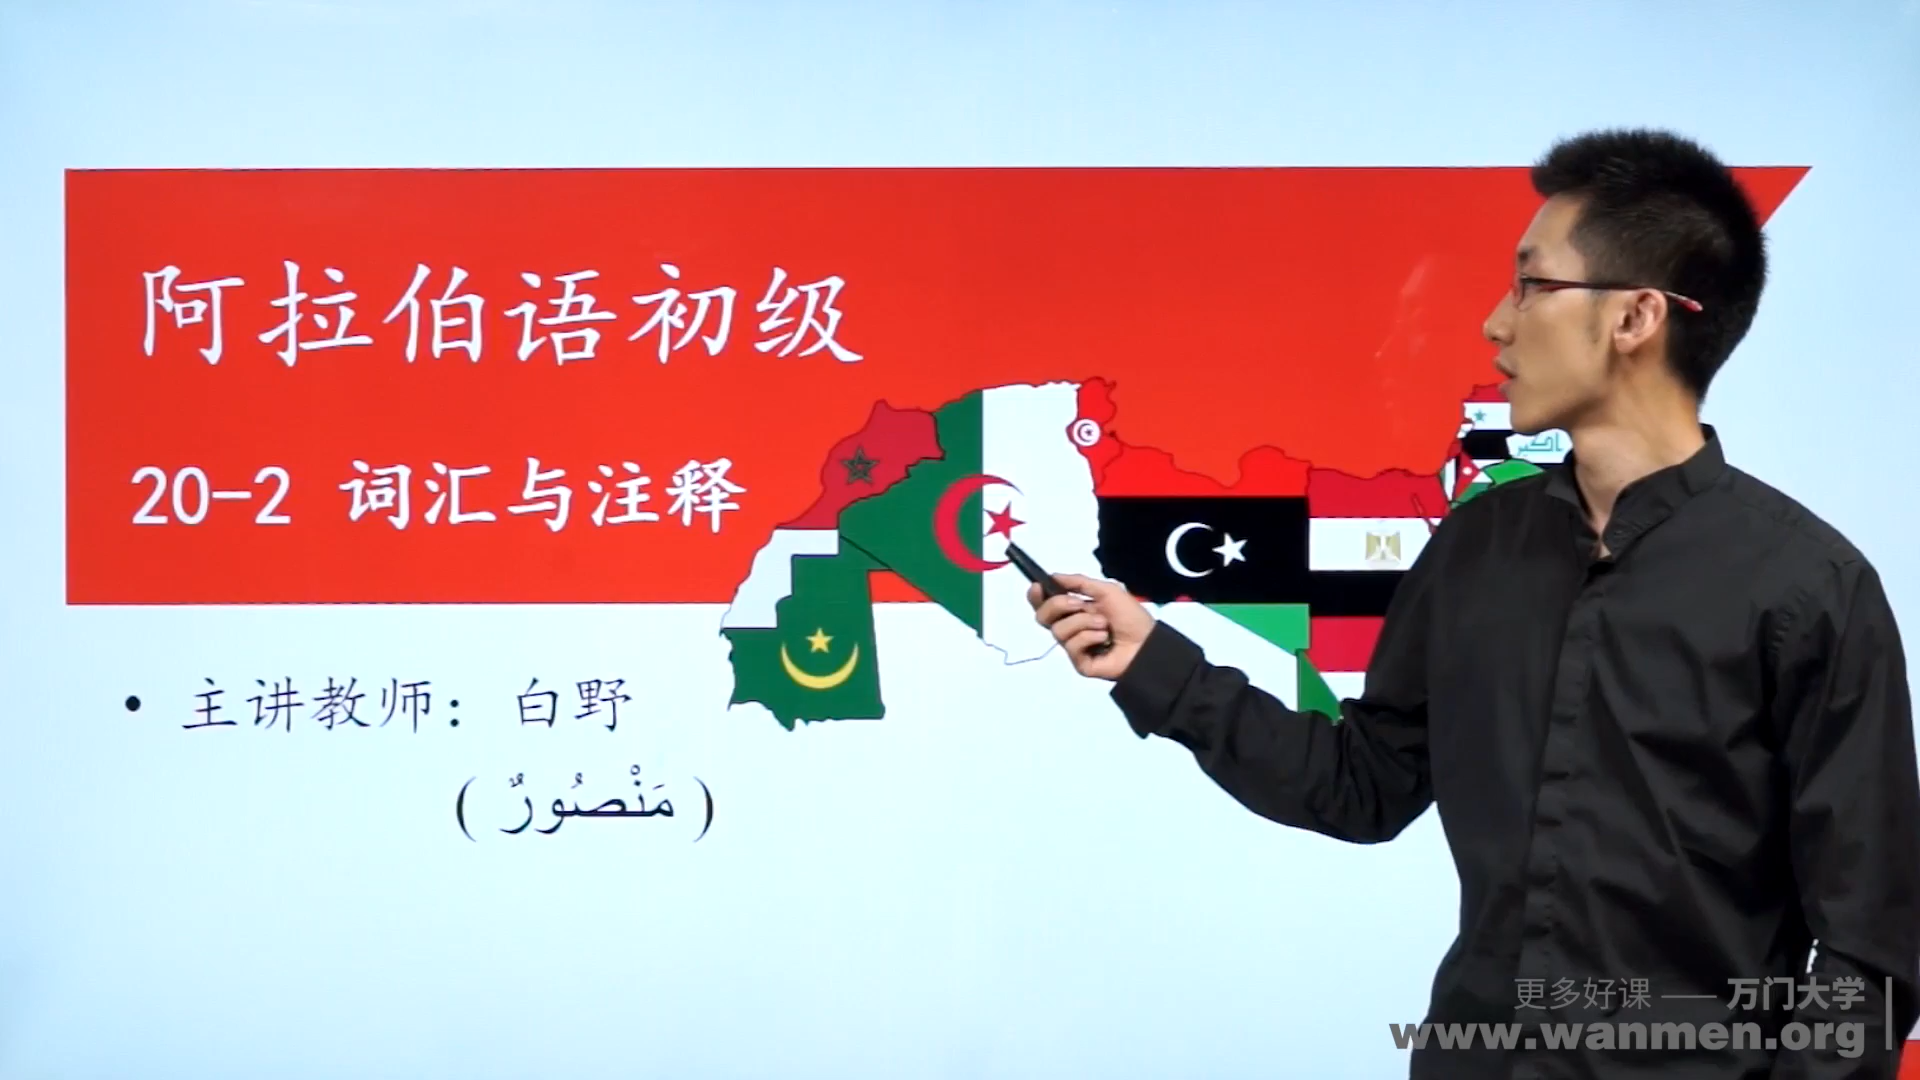 阿拉伯语初级
20-2 词汇与注释
• 主讲教师：白野
( مَنْصُورٌ )
更多好课 —— 万门大学
www.wanmen.org